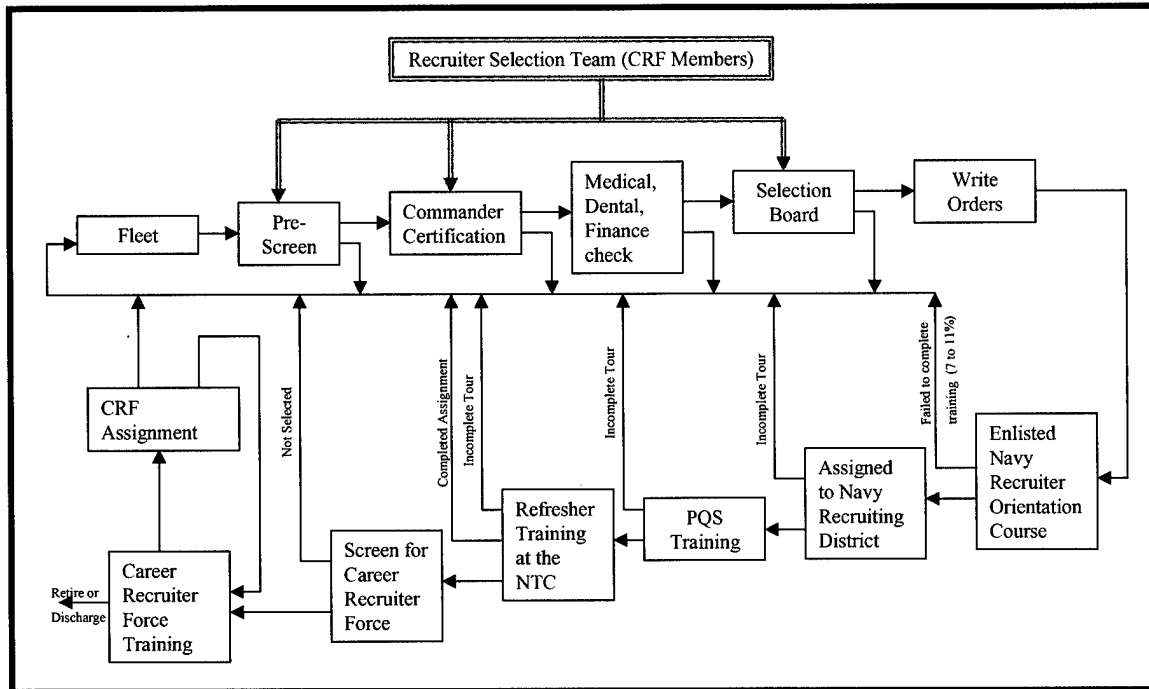 Recruiter Selection Team (CRF Members)
Fleet
Pre-
Screen
Commander
Certification
Medical,
Dental,
Finance
check
Selection
Board
Write
Orders
CRF
Assignment
Not Selected
Completed Assignment
Incomplete Tour
Incomplete Tour
Incomplete Tour
Failed to complete
training (7 to 11%)
Enlisted
Navy
Recruiter
Orientation
Course
Assigned
to Navy
Recruiting
District
PQS
Training
Refresher
Training
at the
NTC
Screen for
Career
Recruiter
Force
Career
Recruiter
Force
Training
Retire or
Discharge